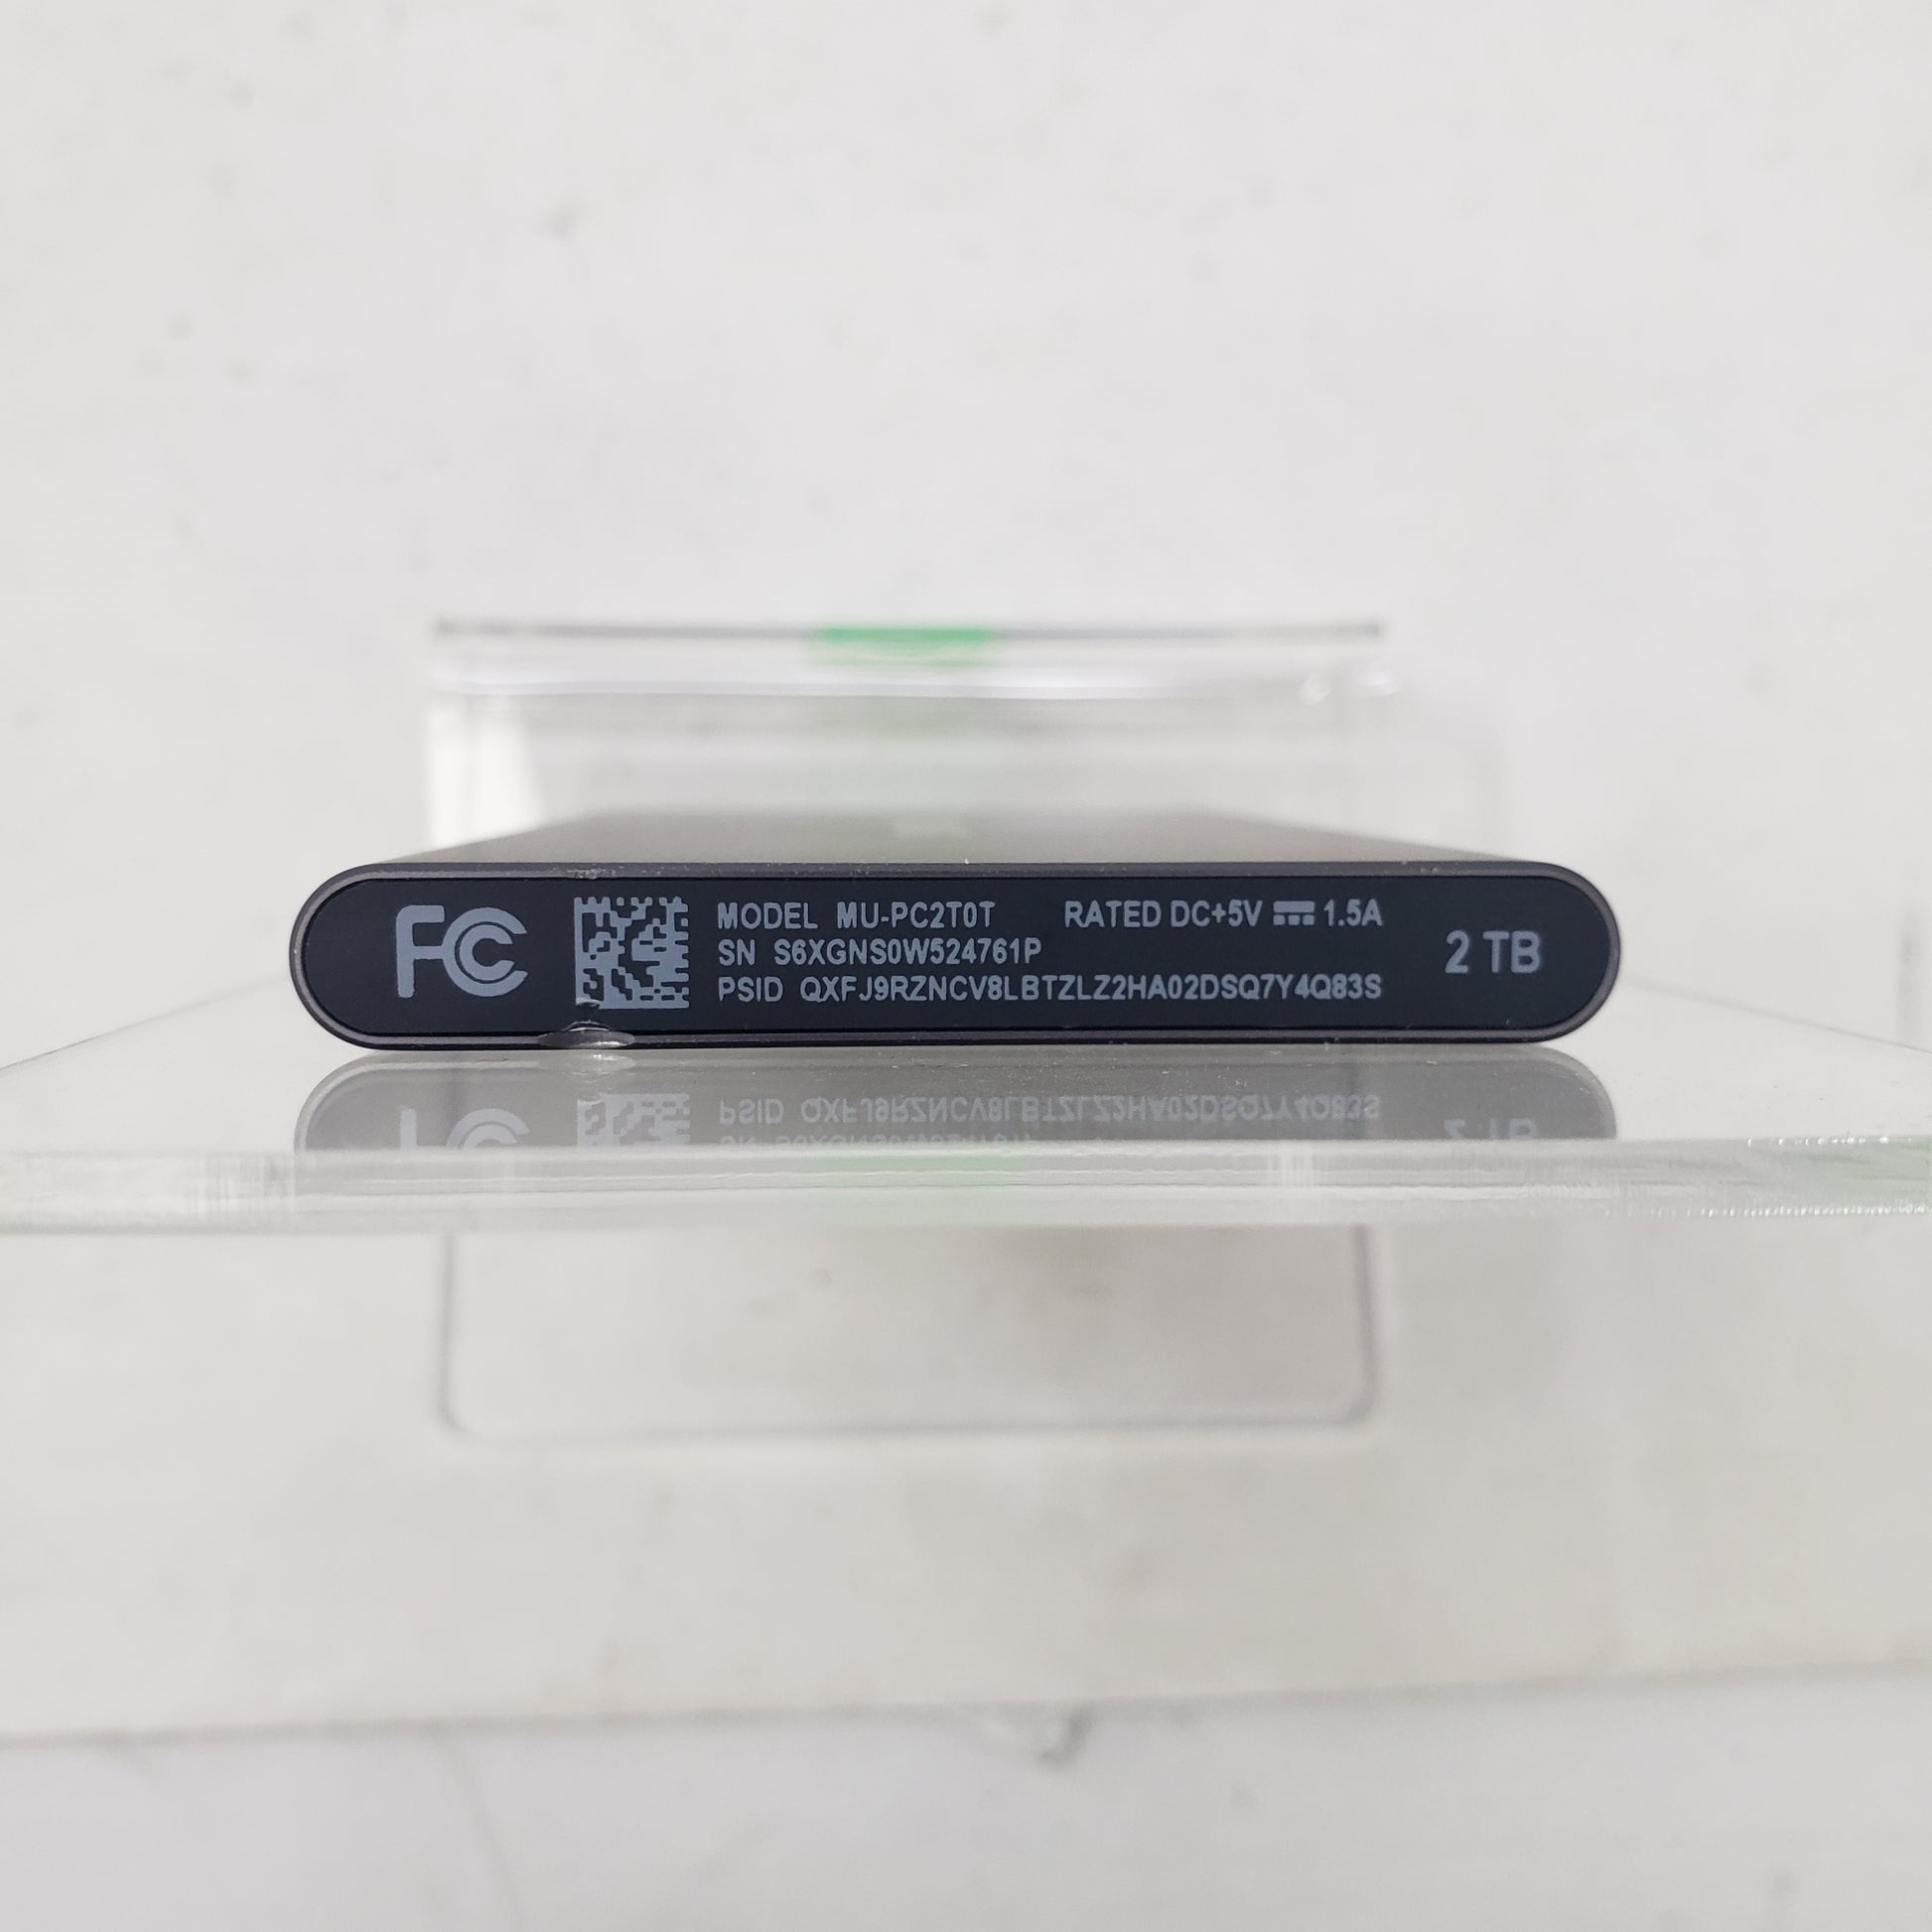 FC
MODEL MU-PC2T0T RATED DC+5V ⎓ 1.5A
SN S6XGNS0W524761P
PSID QXFJ9RZNCV8LBTZLZ2HA02DSQ7Y4Q83S
2 TB